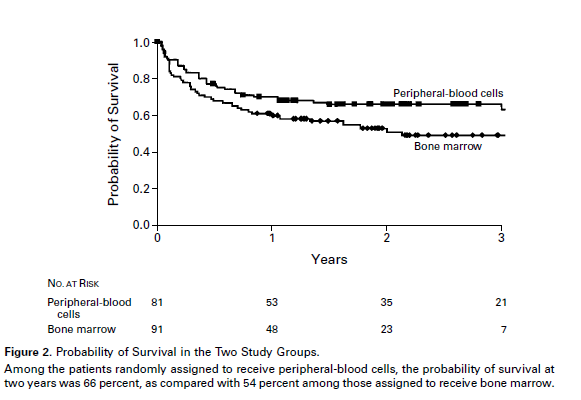 1.0
0.8
0.6
0.4
0.2
0.0
Probability of Survival
Peripheral-blood cells
Bone marrow
0 1 2 3
Years
NO. AT RISK
Peripheral-blood cells 81 53 35 21
Bone marrow 91 48 23 7
Figure 2. Probability of Survival in the Two Study Groups.
Among the patients randomly assigned to receive peripheral-blood cells, the probability of survival at
two years was 66 percent, as compared with 54 percent among those assigned to receive bone marrow.